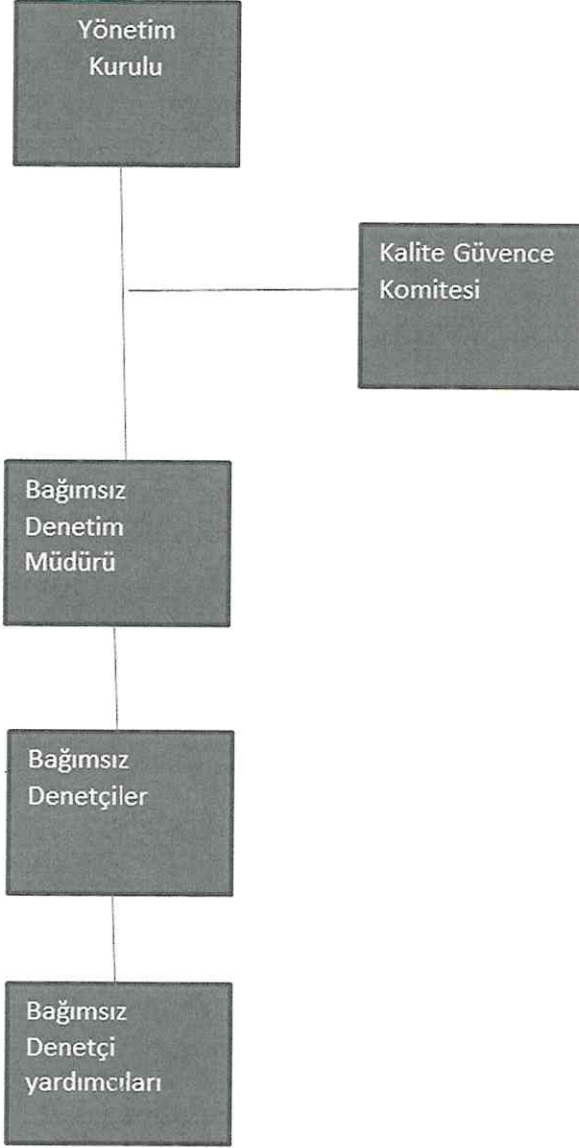 Yönetim
Kurulu
Kalite Güvence
Komitesi
Bağımsız
Denetim
Müdürü
Bağımsız
Denetçiler
Bağımsız
Denetçi
yardımcıları